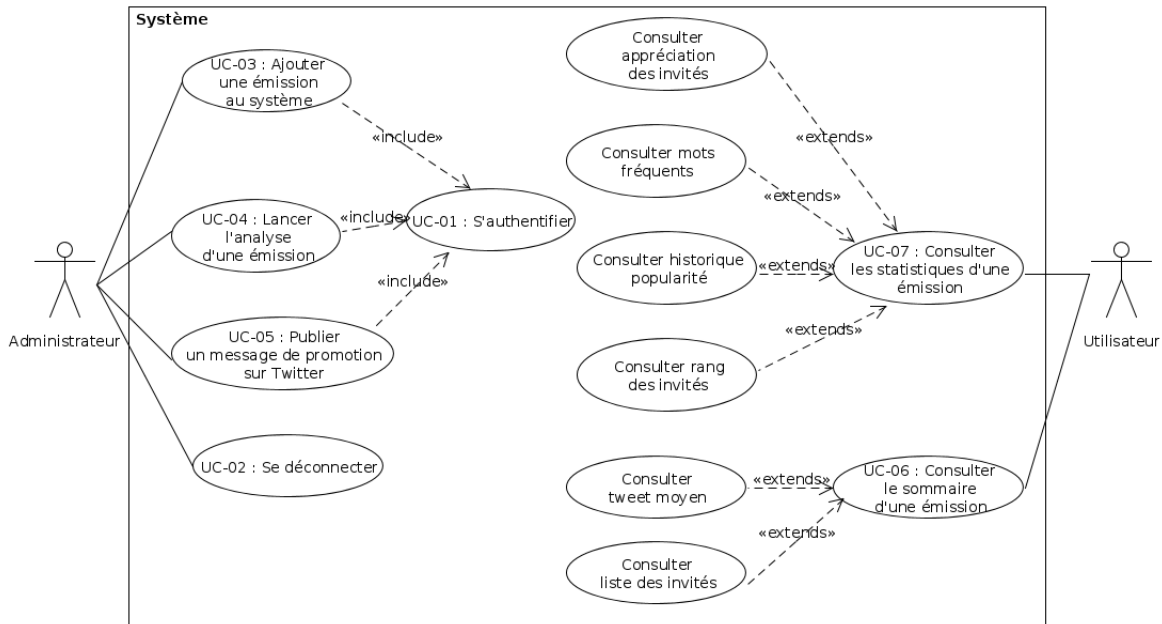 Système
UC-03 : Ajouter
une émission
au système
«include»
UC-04 : Lancer
l'analyse
d'une émission
«include»
UC-01 : S'authentifier
UC-05 : Publier
un message de promotion
sur Twitter
«include»
UC-02 : Se déconnecter
Administrateur
Consulter
appréciation
des invités
«extends»
Consulter mots
fréquents
«extends»
Consulter historique
popularité
«extends»
UC-07 : Consulter
les statistiques d'une
émission
Consulter rang
des invités
«extends»
Consulter
tweet moyen
«extends»
UC-06 : Consulter
le sommaire
d'une émission
Consulter
liste des invités
«extends»
Utilisateur